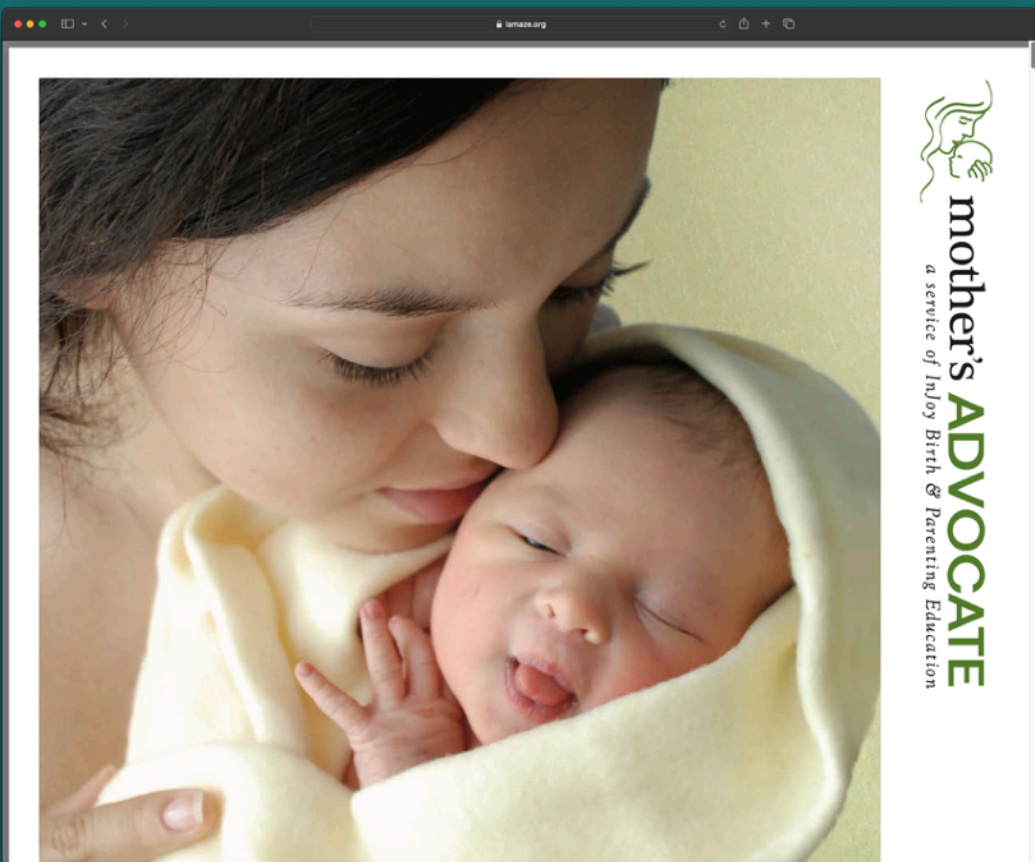 lamaze.org
mother's ADVOCATE
a service of InJoy Birth & Parenting Education